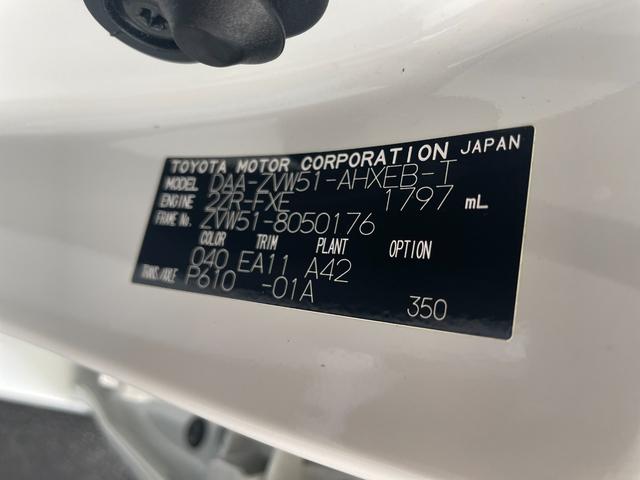 TOYOTA MOTOR CORPORATION JAPAN
MODEL DAA-ZVW51-AHXEB-T
ENGINE 2ZR-FXE 1797 mL
FRAME No. ZVW51-8050176
COLOR TRIM PLANT OPTION
040 EA11 A42
TRANS/AXLE P610 -01A
350